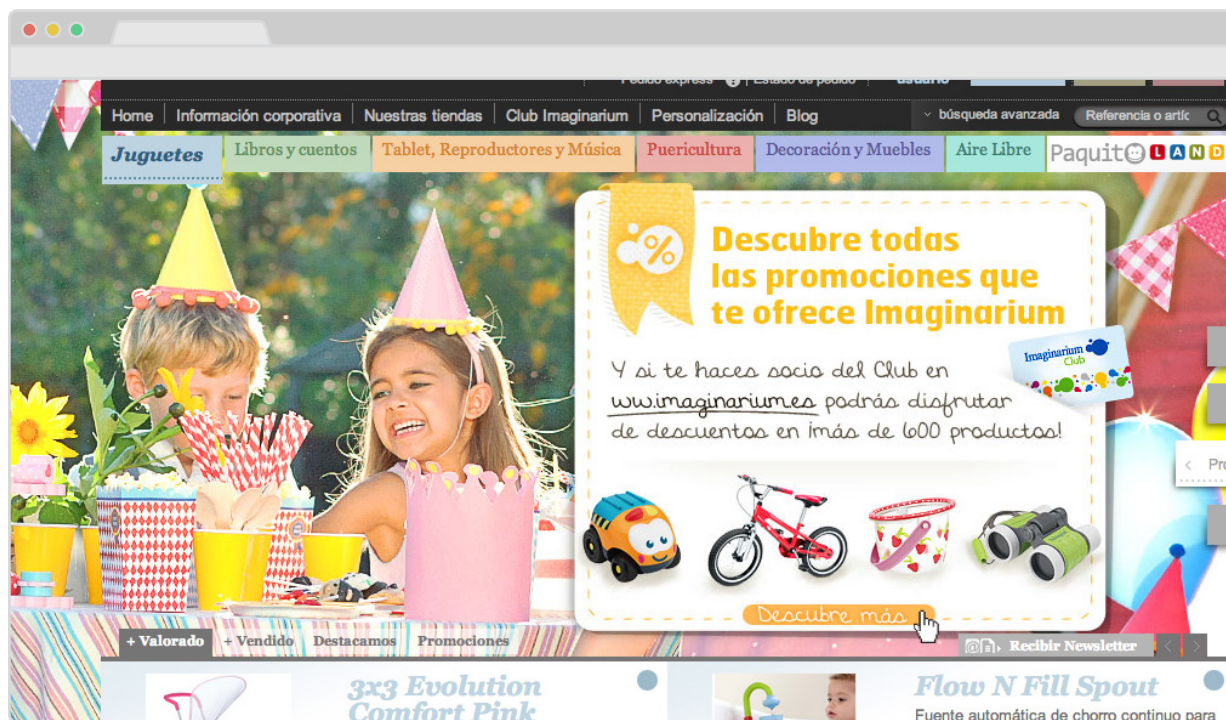 Pedido express | Estado de pedido usuario
Home Información corporativa Nuestras tiendas Club Imaginarium Personalización Blog búsqueda avanzada Referencia o artíc
Juguetes Libros y cuentos Tablet, Reproductores y Música Puericultura Decoración y Muebles Aire Libre Paquito LAND
%
Descubre todas
las promociones que
te ofrece Imaginarium
Imaginarium
Club
Y si te haces socio del Club en
ww.imaginarium.es podrás disfrutar
de descuentos en ¡más de 600 productos!
< Pro
Descubre más
+ Valorado + Vendido Destacamos Promociones
@ Recibir Newsletter < >
3x3 Evolution
Comfort Pink
Flow N Fill Spout
Fuente automática de chorro continuo para